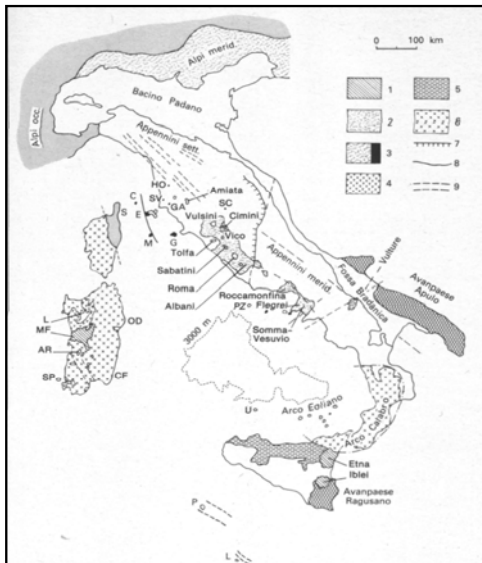 Alpi merid.
0 100 km
Alpi occ.
Bacino Padano
Appennini sett.
1
2
3
4
5
6
7
8
9
HO
SV
GA
Amiata
SC
C
E
S
M
G
Vulsini
Cimini
Vico
Tolfa
Sabatini
Roma
Albani
Appennini merid.
Vulture
Fossa Bradanica
Avanpaese Apulo
Roccamonfina
PZ Flegrei
Somma-
Vesuvio
3000 m
L
MF
AR
SP
OD
CF
U
Arco Eoliano
Arco Calabro
Etna
Iblei
Avanpaese
Ragusano
P
L